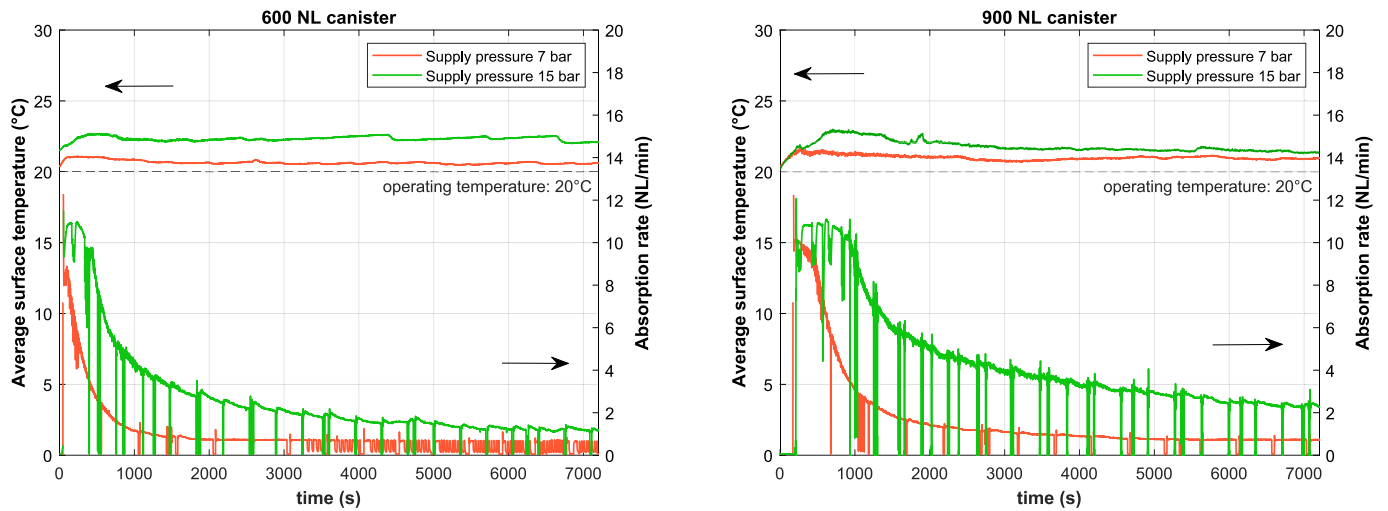 600 NL canister
Supply pressure 7 bar
Supply pressure 15 bar
operating temperature: 20°C
Average surface temperature (°C)
30
25
20
15
10
5
0
Absorption rate (NL/min)
20
18
16
14
12
10
8
6
4
2
0
0 1000 2000 3000 4000 5000 6000 7000
time (s)
900 NL canister
Supply pressure 7 bar
Supply pressure 15 bar
operating temperature: 20°C
Average surface temperature (°C)
30
25
20
15
10
5
0
Absorption rate (NL/min)
20
18
16
14
12
10
8
6
4
2
0
0 1000 2000 3000 4000 5000 6000 7000
time (s)